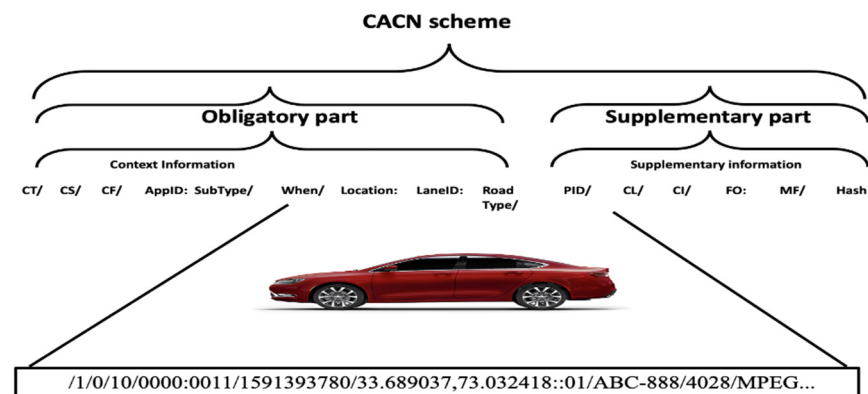 CACN scheme
Obligatory part Supplementary part
Context Information Supplementary information
CT/ CS/ CF/ AppID: SubType/ When/ Location: LaneID: Road Type/ PID/ CL/ CI/ FO: MF/ Hash
/1/0/10/0000:0011/1591393780/33.689037,73.032418::01/ABC-888/4028/MPEG...